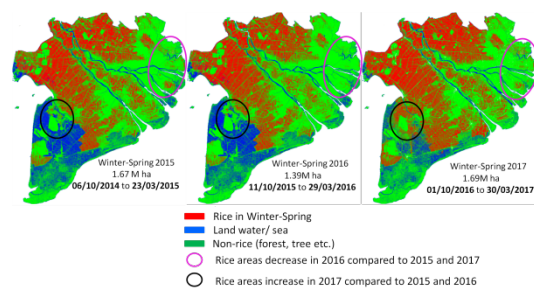 Winter-Spring 2015
1.67 M ha
06/10/2014 to 23/03/2015
Winter-Spring 2016
1.39M ha
11/10/2015 to 29/03/2016
Winter-Spring 2017
1.69M ha
01/10/2016 to 30/03/2017
Rice in Winter-Spring
Land water/ sea
Non-rice (forest, tree etc.)
Rice areas decrease in 2016 compared to 2015 and 2017
Rice areas increase in 2017 compared to 2015 and 2016